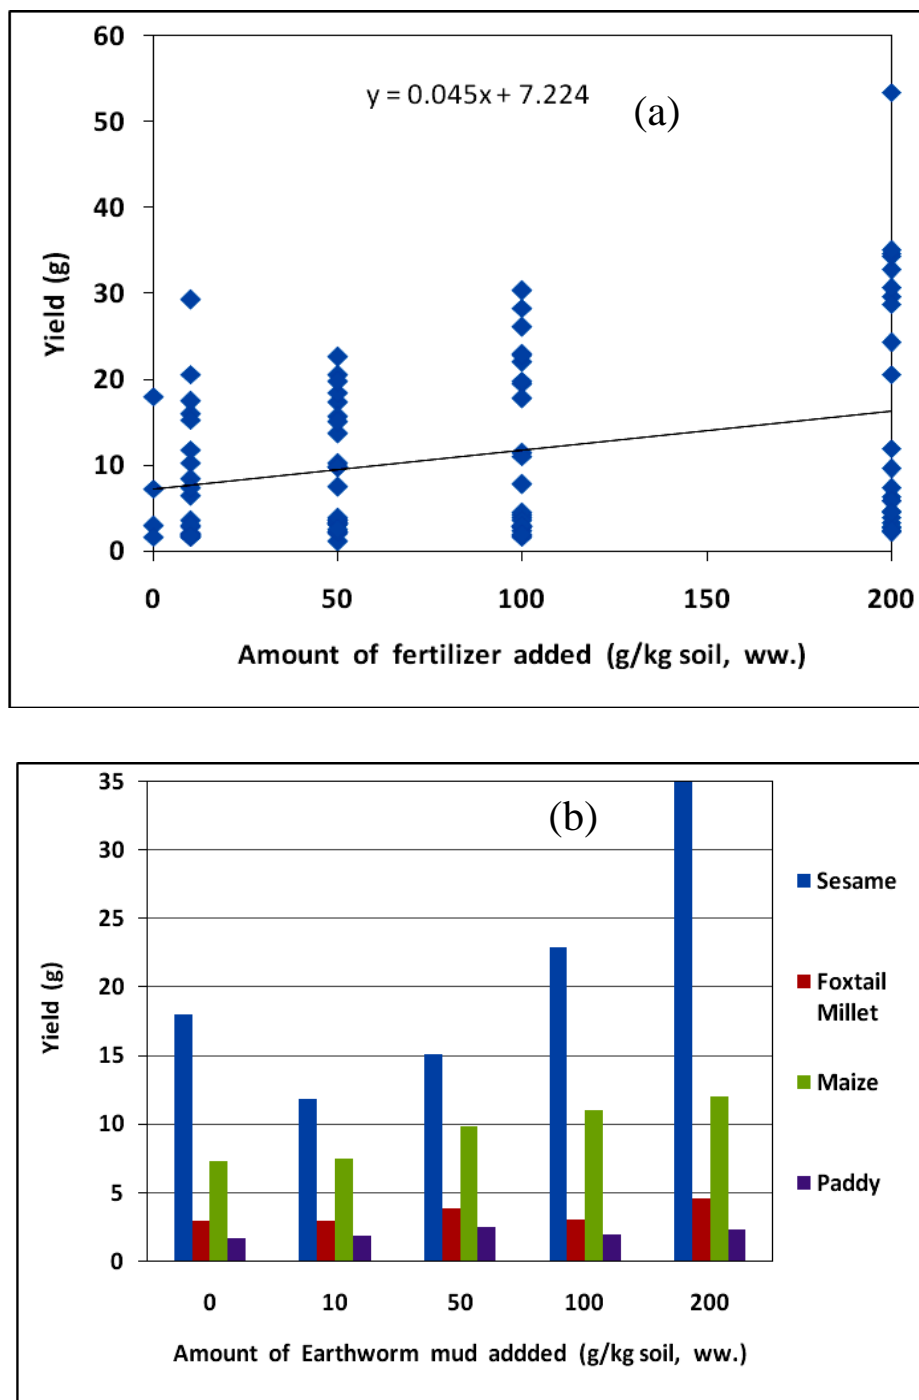 60
y = 0.045x + 7.224
(a)
50
40
Yield (g)
30
20
10
0
0 50 100 150 200
Amount of fertilizer added (g/kg soil, ww.)
35
(b)
30
25
20
Yield (g)
15
10
5
0
0 10 50 100 200
Amount of Earthworm mud addded (g/kg soil, ww.)
Sesame
Foxtail
Millet
Maize
Paddy